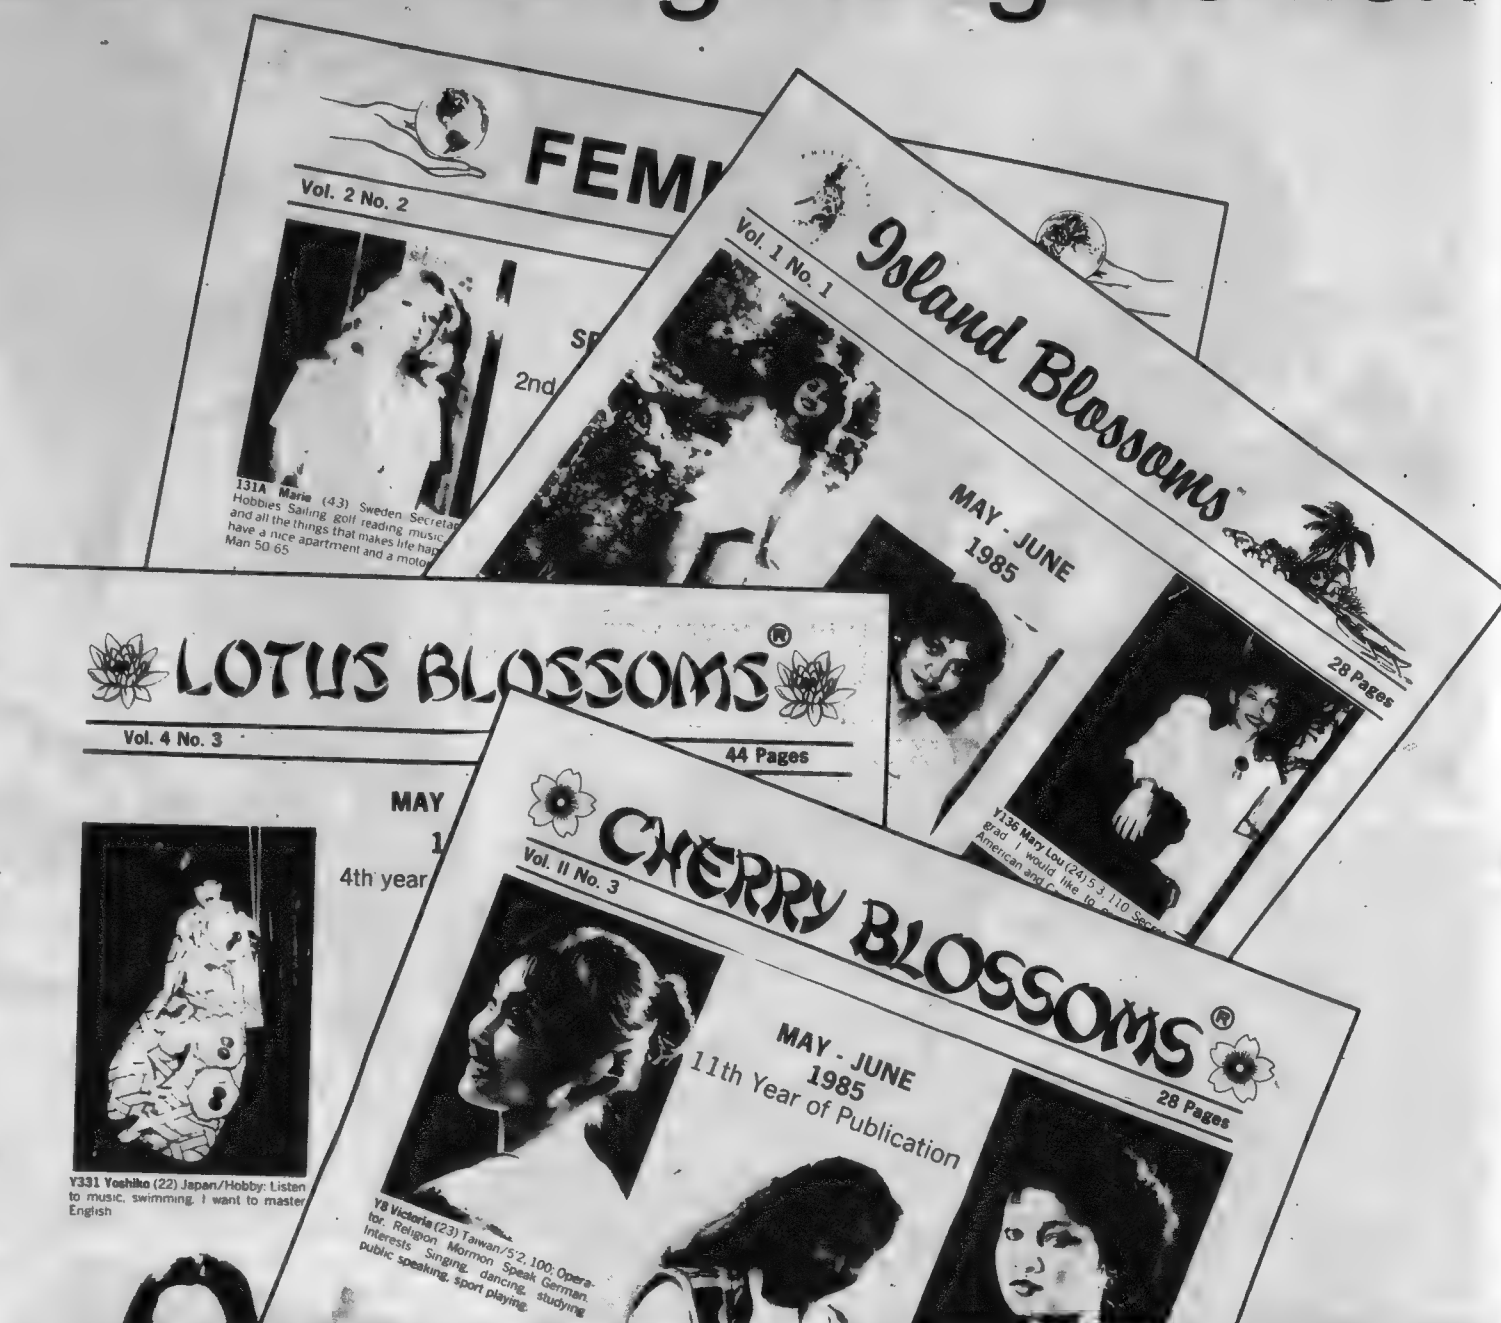 FEMI
Vol. 2 No. 2
2nd
131A Marie (43) Sweden Secretar
Hobbies Sailing golf reading music
and all the things that makes life hap
have a nice apartment and a motor
Man 50-65
Island Blossoms
Vol. 1 No. 1
28 Pages
MAY - JUNE
1985
Y136 Mary Lou (24) 5'3, 110 Secre
grad I would like to
American and
LOTUS BLOSSOMS®
Vol. 4 No. 3
44 Pages
MAY
1
4th year
Y331 Yoshiko (22) Japan/Hobby: Listen
to music, swimming. I want to master
English
CHERRY BLOSSOMS®
Vol. II No. 3
28 Pages
MAY - JUNE
1985
11th Year of Publication
Y8 Victoria (23) Taiwan/5'2, 100; Opera-
tor. Religion Mormon Speak German.
Interests Singing, dancing, studying
public speaking, sport playing.